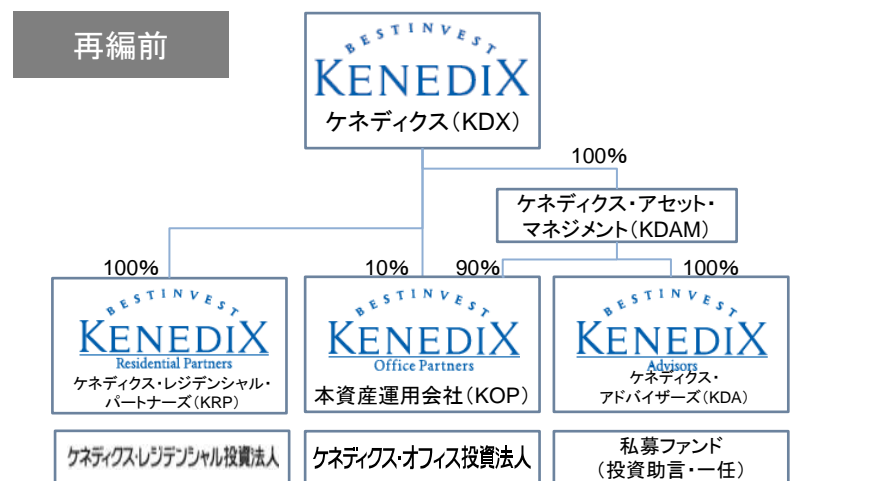 再編前
BESTINVEST
KENEDIX
ケネディクス（KDX）
100%
ケネディクス・アセット・
マネジメント（KDAM）
100%
10%
90%
100%
BESTINVEST
KENEDIX
Residential Partners
ケネディクス・レジデンシャル・
パートナーズ（KRP）
BESTINVEST
KENEDIX
Office Partners
本資産運用会社（KOP）
BESTINVEST
KENEDIX
Advisors
ケネディクス・
アドバイザーズ（KDA）
ケネディクス・レジデンシャル投資法人
ケネディクス・オフィス投資法人
私募ファンド
（投資助言・一任）